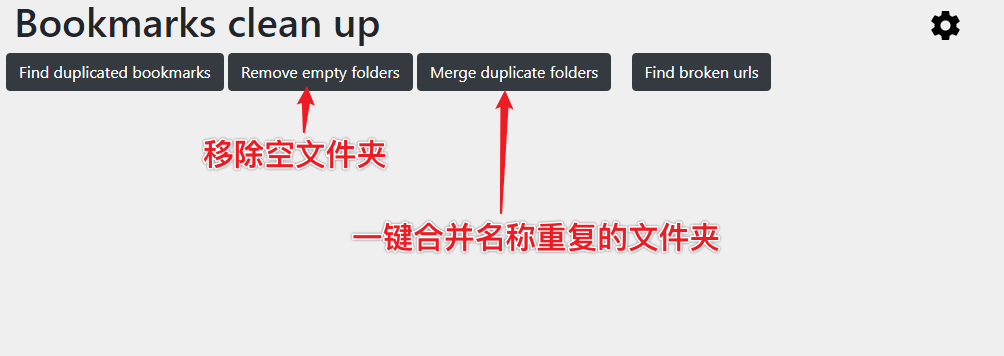 Bookmarks clean up
Find duplicated bookmarks
Remove empty folders
Merge duplicate folders
Find broken urls
移除空文件夹
一键合并名称重复的文件夹